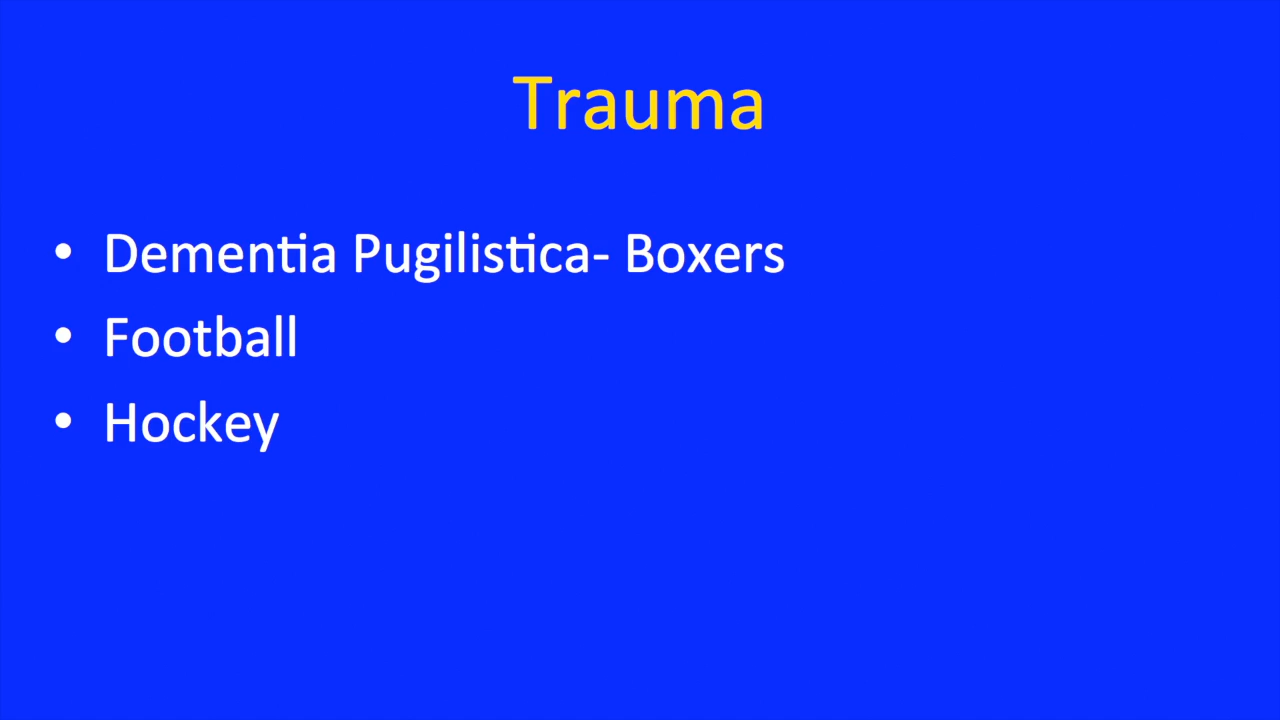 Trauma
• Dementia Pugilistica- Boxers
• Football
• Hockey